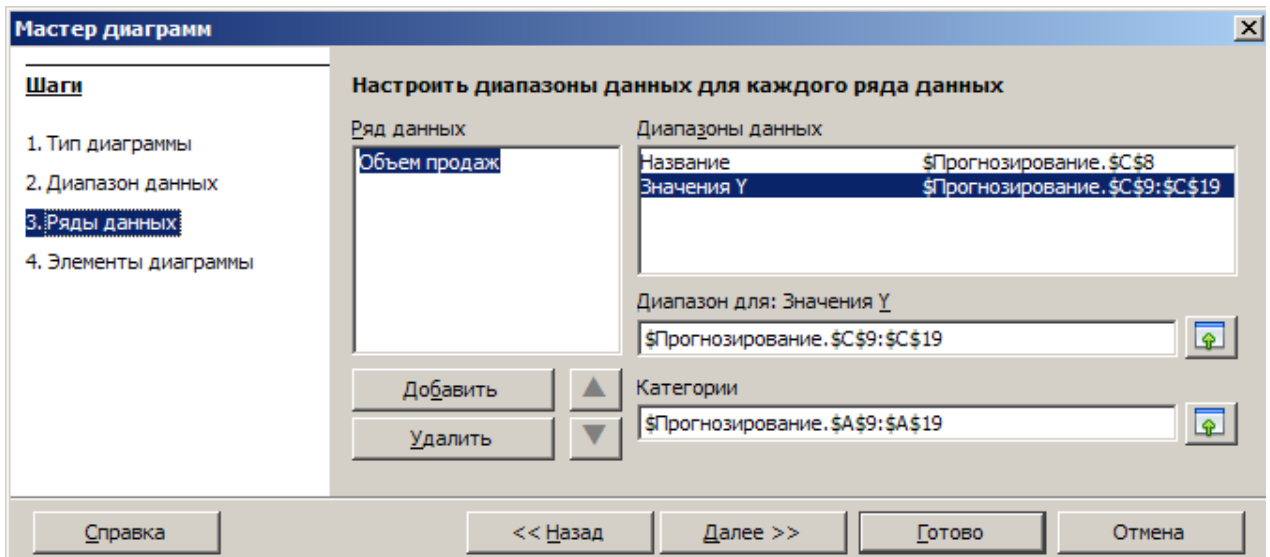 Мастер диаграмм
Шаги
1. Тип диаграммы
2. Диапазон данных
3. Ряды данных
4. Элементы диаграммы
Настроить диапазоны данных для каждого ряда данных
Ряд данных
Объем продаж
Добавить
Удалить
Диапазоны данных
Название $Прогнозирование.$C$8
Значения Y $Прогнозирование.$C$9:$C$19
Диапазон для: Значения Y
$Прогнозирование.$C$9:$C$19
Категории
$Прогнозирование.$A$9:$A$19
Справка
<< Назад
Далее >>
Готово
Отмена